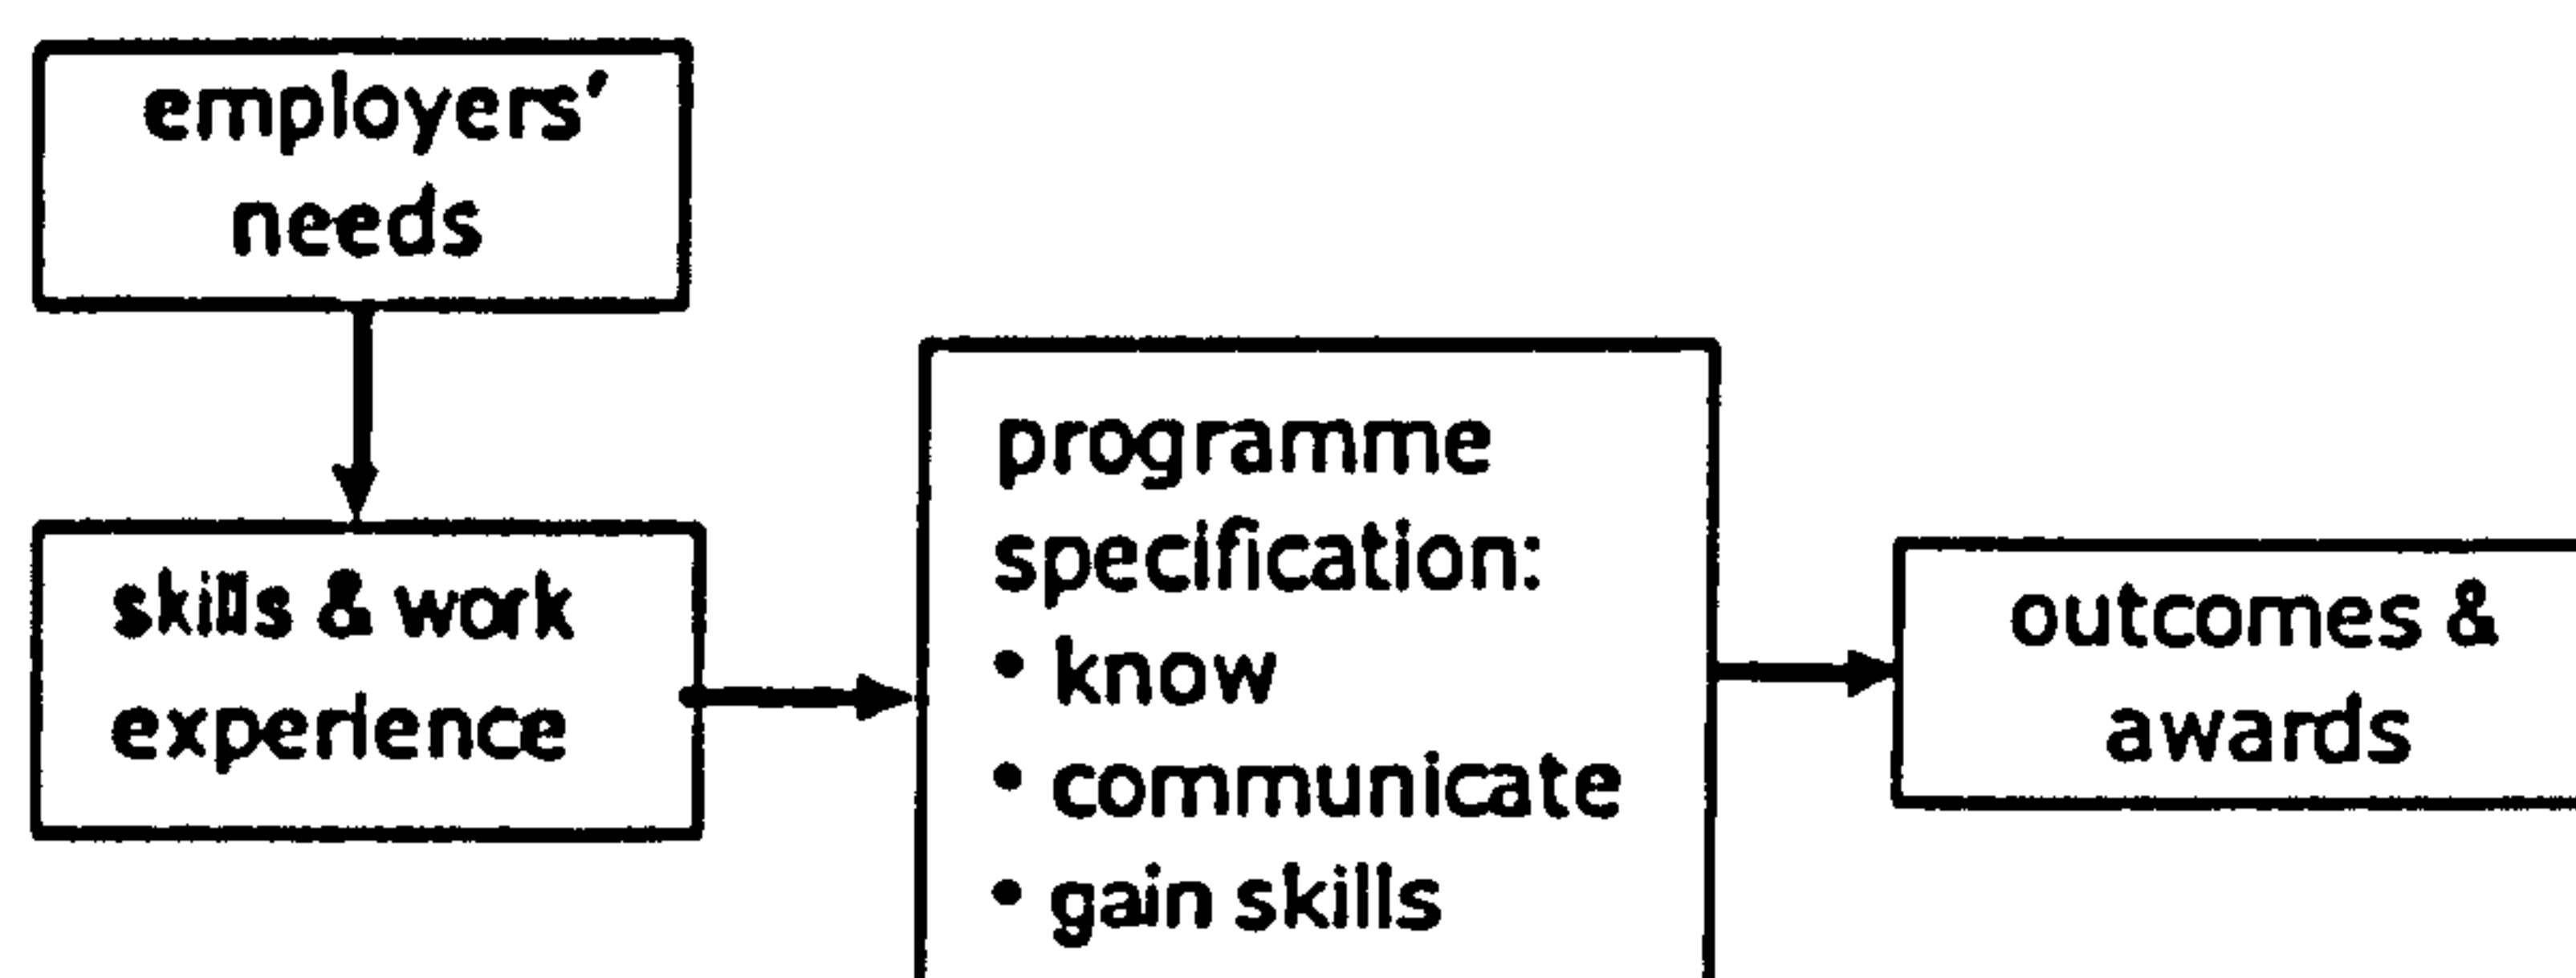 employers’
needs
skills & work
experience
programme
specification:
• know
• communicate
• gain skills
outcomes &
awards